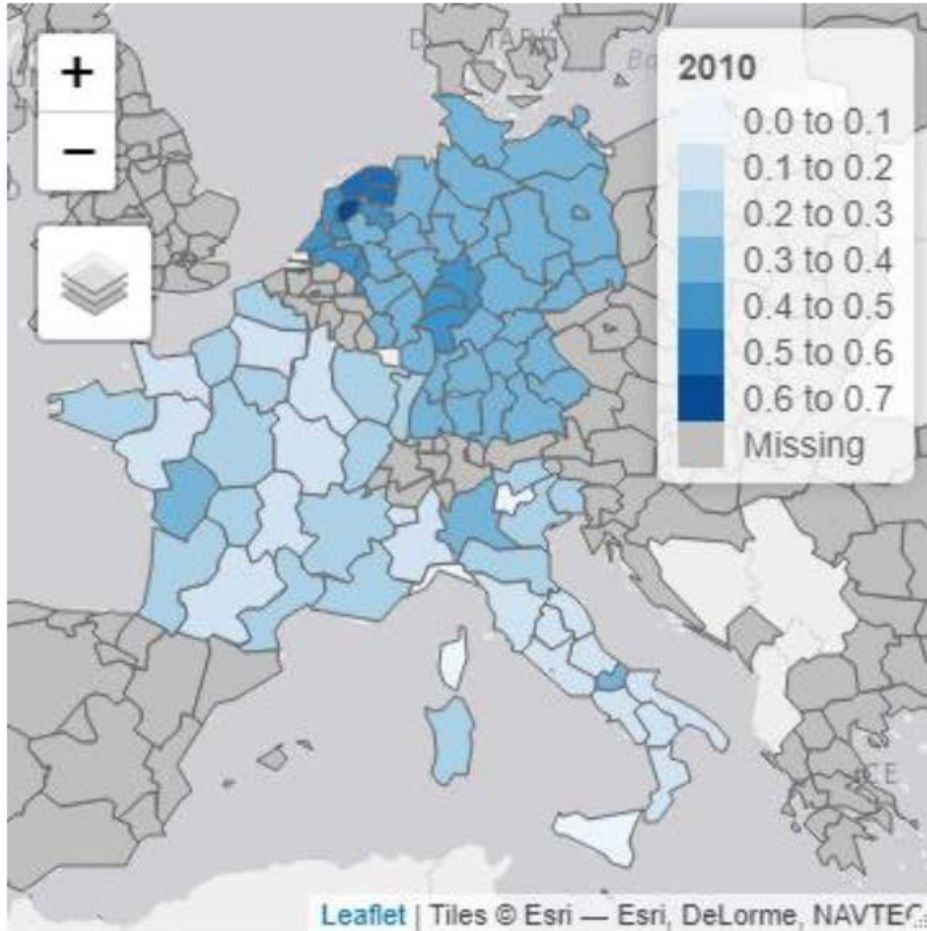 +
−
2010
0.0 to 0.1
0.1 to 0.2
0.2 to 0.3
0.3 to 0.4
0.4 to 0.5
0.5 to 0.6
0.6 to 0.7
Missing
Leaflet | Tiles © Esri — Esri, DeLorme, NAVTEQ